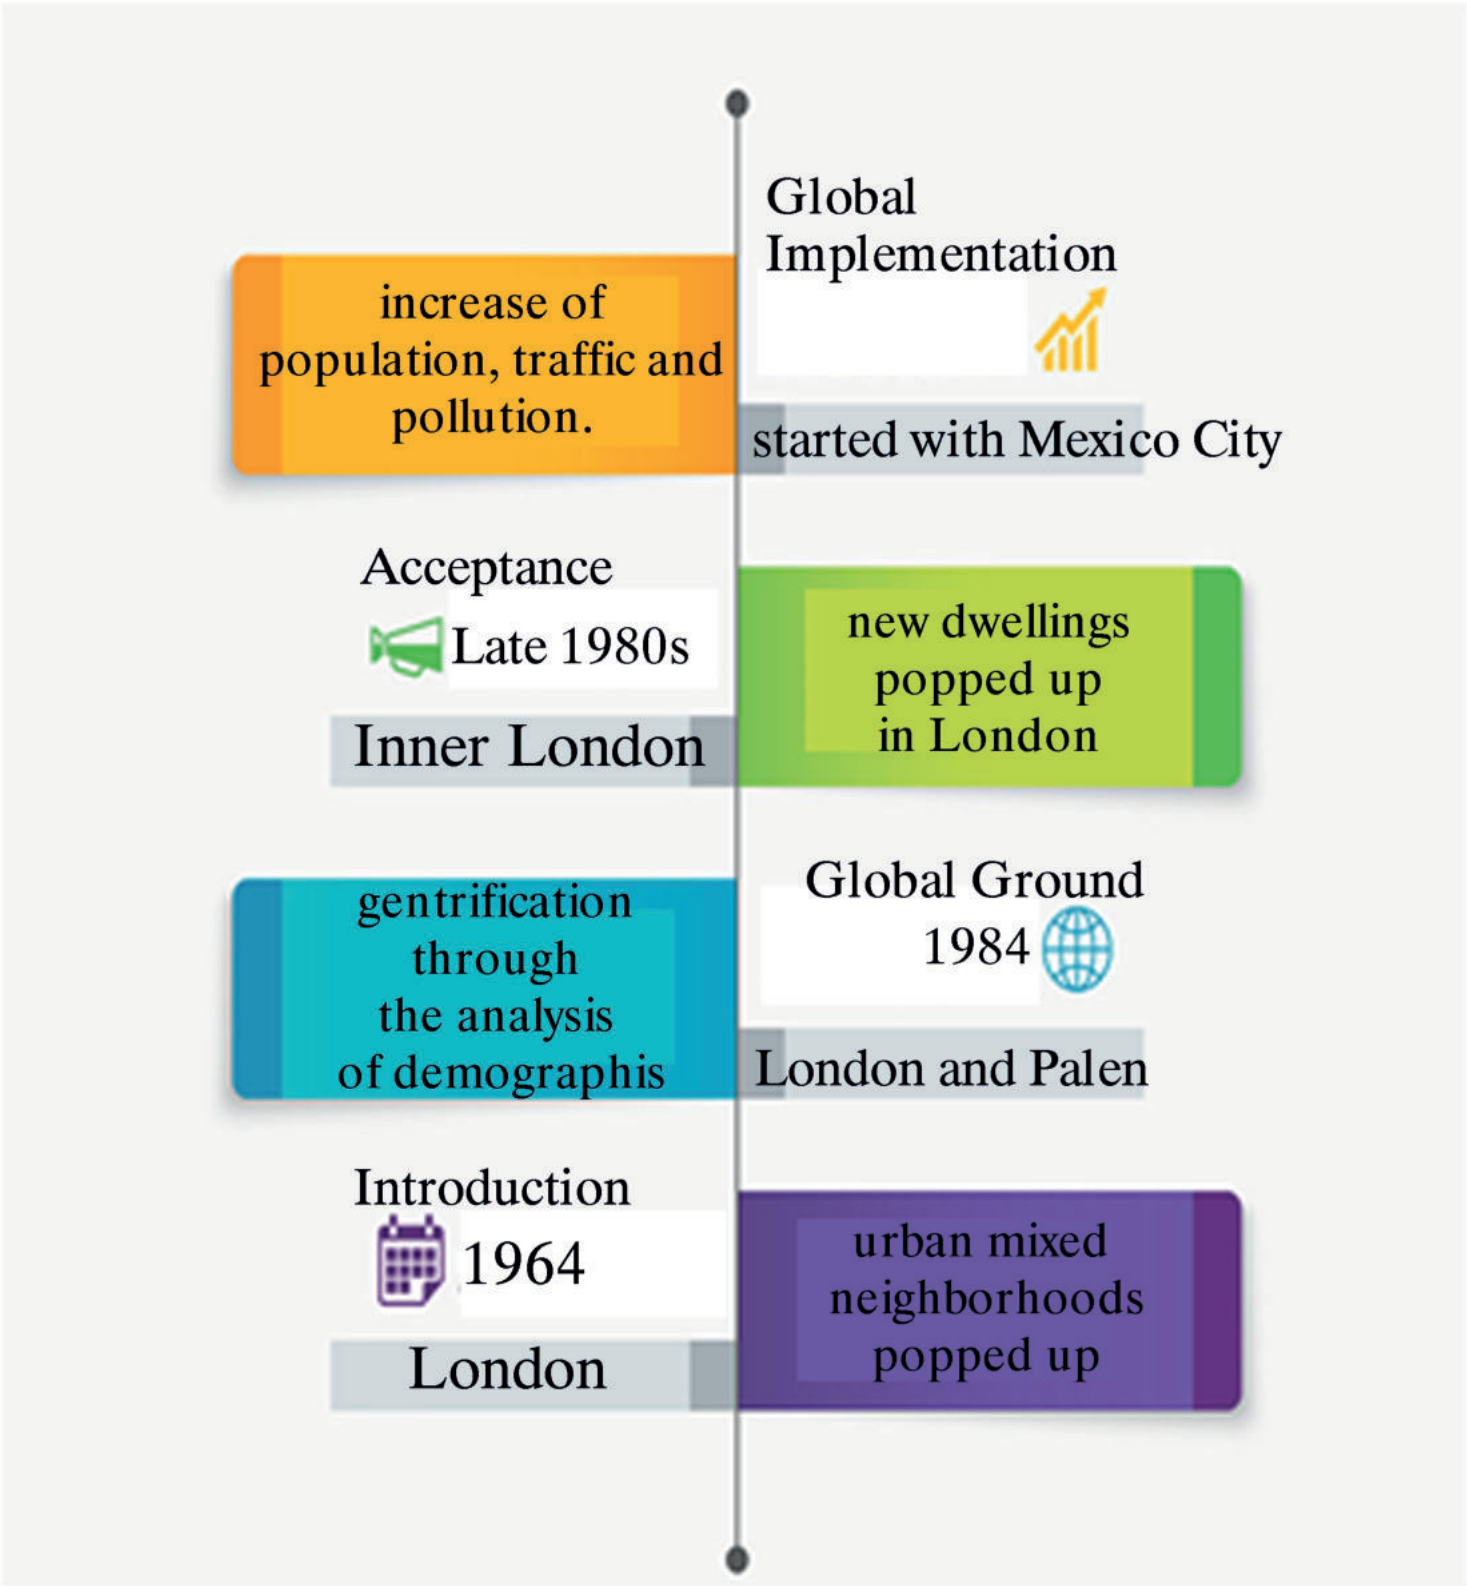 Global
Implementation
increase of
population, traffic and
pollution.
started with Mexico City
Acceptance
Late 1980s
Inner London
new dwellings
popped up
in London
gentrification
through
the analysis
of demographis
Global Ground
1984
London and Palen
Introduction
1964
London
urban mixed
neighborhoods
popped up